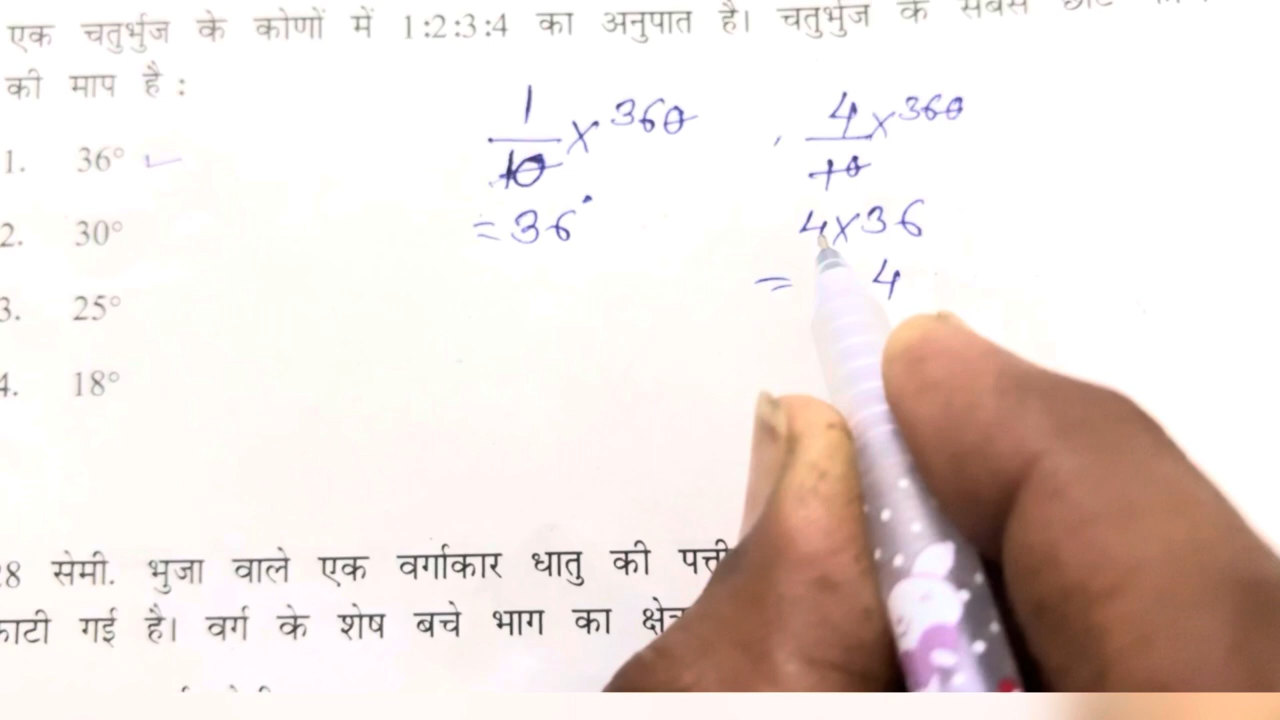 एक चतुर्भुज के कोणों में 1:2:3:4 का अनुपात है। चतुर्भुज के सबसे
की माप है :
1. 36° ✓
2. 30°
3. 25°
4. 18°
1/10 × 360
= 36°
, 4/10 × 360
4×36
= 4
28 सेमी. भुजा वाले एक वर्गाकार धातु की पत्ती
काटी गई है। वर्ग के शेष बचे भाग का